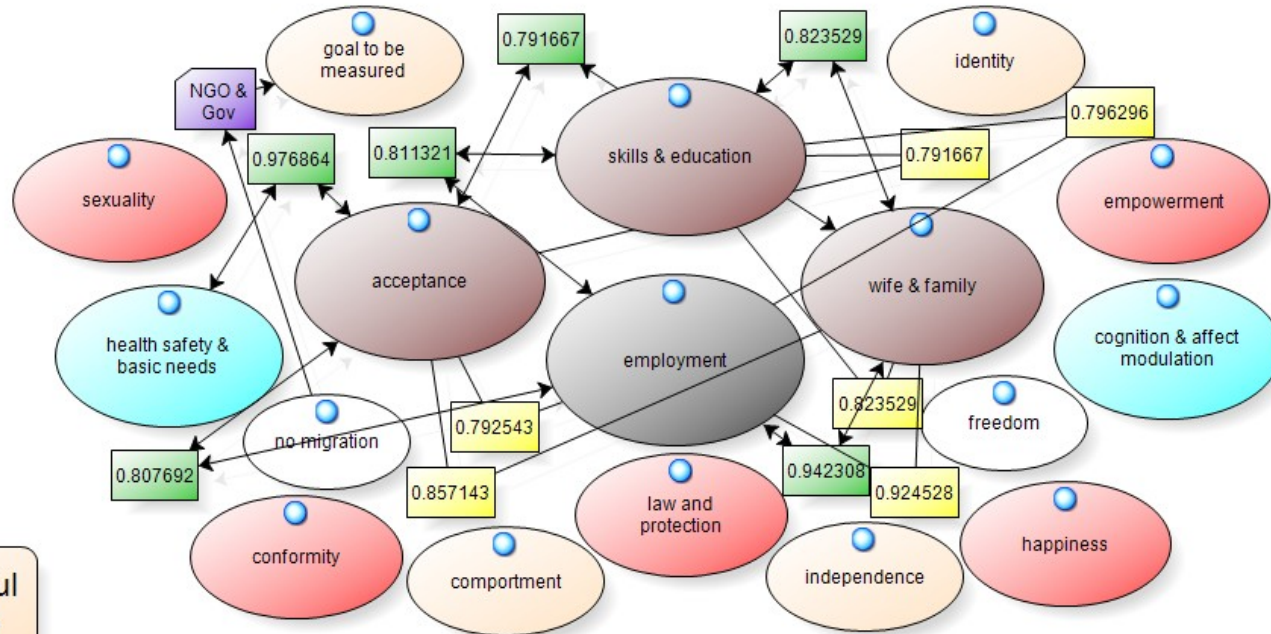 goal to be
measured
0.791667
0.823529
identity
NGO &
Gov
0.796296
0.976864
0.811321
skills & education
0.791667
sexuality
empowerment
acceptance
wife & family
health safety &
basic needs
employment
cognition & affect
modulation
0.823529
freedom
0.792543
no migration
0.807692
0.857143
0.942308
0.924528
law and
protection
conformity
comportment
independence
happiness
ul